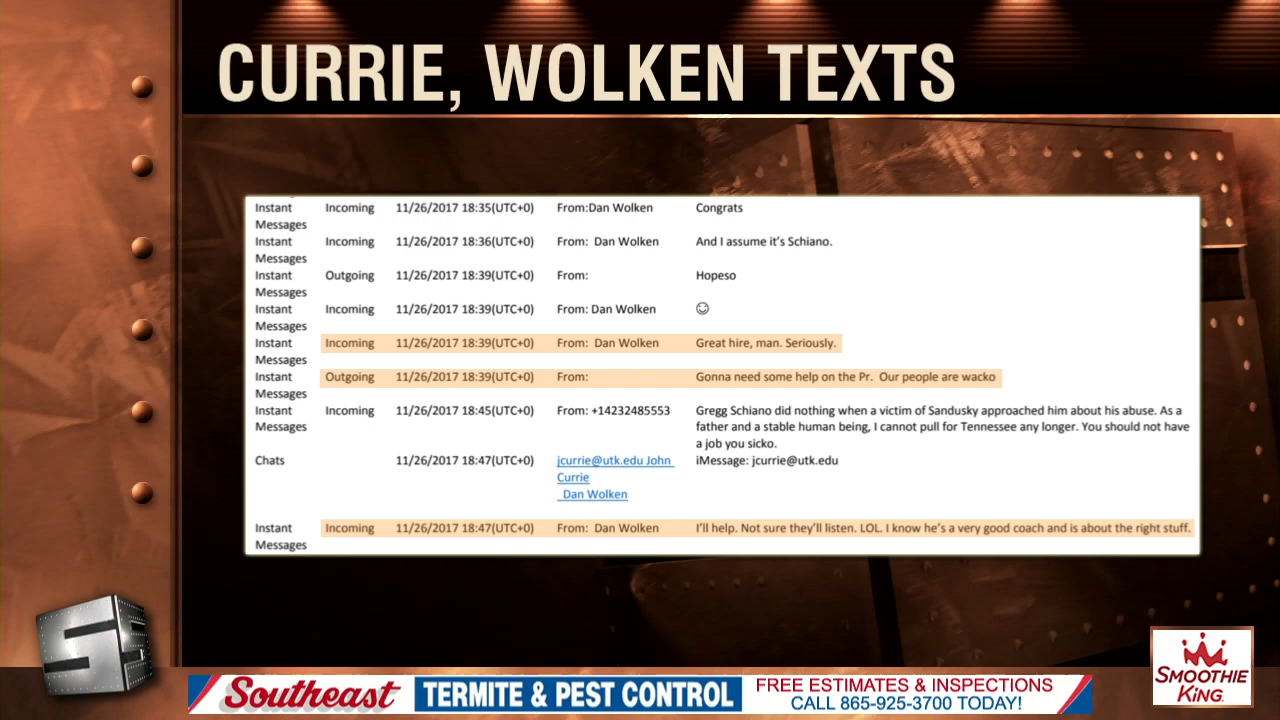 CURRIE, WOLKEN TEXTS
Instant Incoming 11/26/2017 18:35(UTC+0) From:Dan Wolken Congrats
Messages
Instant Incoming 11/26/2017 18:36(UTC+0) From: Dan Wolken And I assume it's Schiano.
Messages
Instant Outgoing 11/26/2017 18:39(UTC+0) From: Hopeso
Messages
Instant Incoming 11/26/2017 18:39(UTC+0) From: Dan Wolken ☺
Messages
Instant Incoming 11/26/2017 18:39(UTC+0) From: Dan Wolken Great hire, man. Seriously.
Messages
Instant Outgoing 11/26/2017 18:39(UTC+0) From: Gonna need some help on the Pr. Our people are wacko
Messages
Instant Incoming 11/26/2017 18:45(UTC+0) From: +14232485553 Gregg Schiano did nothing when a victim of Sandusky approached him about his abuse. As a
Messages father and a stable human being, I cannot pull for Tennessee any longer. You should not have
a job you sicko.
Chats 11/26/2017 18:47(UTC+0) jcurrie@utk.edu John iMessage: jcurrie@utk.edu
Currie
Dan Wolken
Instant Incoming 11/26/2017 18:47(UTC+0) From: Dan Wolken I'll help. Not sure they'll listen. LOL. I know he's a very good coach and is about the right stuff.
Messages
Southeast TERMITE & PEST CONTROL FREE ESTIMATES & INSPECTIONS
CALL 865-925-3700 TODAY!
SMOOTHIE
KING